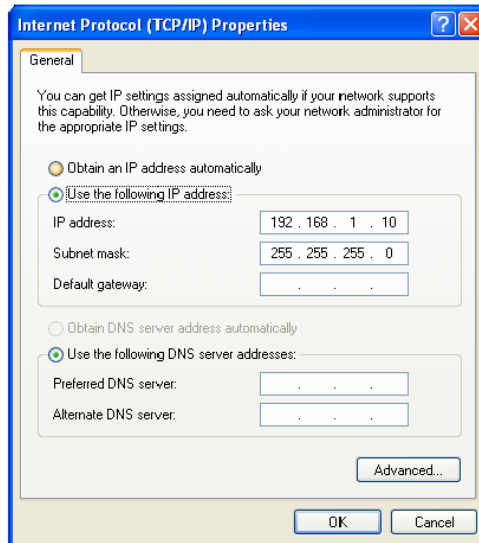 Internet Protocol (TCP/IP) Properties
General
You can get IP settings assigned automatically if your network supports
this capability. Otherwise, you need to ask your network administrator for
the appropriate IP settings.
Obtain an IP address automatically
Use the following IP address:
IP address: 192 . 168 . 1 . 10
Subnet mask: 255 . 255 . 255 . 0
Default gateway: . . .
Obtain DNS server address automatically
Use the following DNS server addresses:
Preferred DNS server: . . .
Alternate DNS server: . . .
Advanced...
OK Cancel